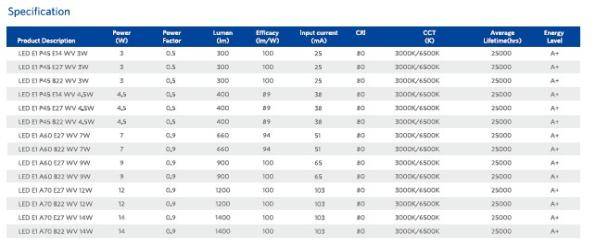 Specification
Product Description Power (W) Power Factor Lumen (lm) Efficacy (lm/W) Input current (mA) CRI CCT (K) Average Lifetime(hrs) Energy Level
LED E1 P45 E14 WV 3W 3 0.5 300 100 25 80 3000K/6500K 25000 A+
LED E1 P45 E27 WV 3W 3 0.5 300 100 25 80 3000K/6500K 25000 A+
LED E1 P45 B22 WV 3W 3 0.5 300 100 25 80 3000K/6500K 25000 A+
LED E1 P45 E14 WV 4,5W 4,5 0.5 400 89 38 80 3000K/6500K 25000 A+
LED E1 P45 E27 WV 4,5W 4,5 0.5 400 89 38 80 3000K/6500K 25000 A+
LED E1 P45 B22 WV 4,5W 4,5 0.5 400 89 38 80 3000K/6500K 25000 A+
LED E1 A60 E27 WV 7W 7 0.9 660 94 51 80 3000K/6500K 25000 A+
LED E1 A60 B22 WV 7W 7 0.9 660 94 51 80 3000K/6500K 25000 A+
LED E1 A60 E27 WV 9W 9 0.9 900 100 65 80 3000K/6500K 25000 A+
LED E1 A60 B22 WV 9W 9 0.9 900 100 65 80 3000K/6500K 25000 A+
LED E1 A70 E27 WV 12W 12 0.9 1200 100 103 80 3000K/6500K 25000 A+
LED E1 A70 B22 WV 12W 12 0.9 1200 100 103 80 3000K/6500K 25000 A+
LED E1 A70 E27 WV 14W 14 0.9 1400 100 103 80 3000K/6500K 25000 A+
LED E1 A70 B22 WV 14W 14 0.9 1400 100 103 80 3000K/6500K 25000 A+